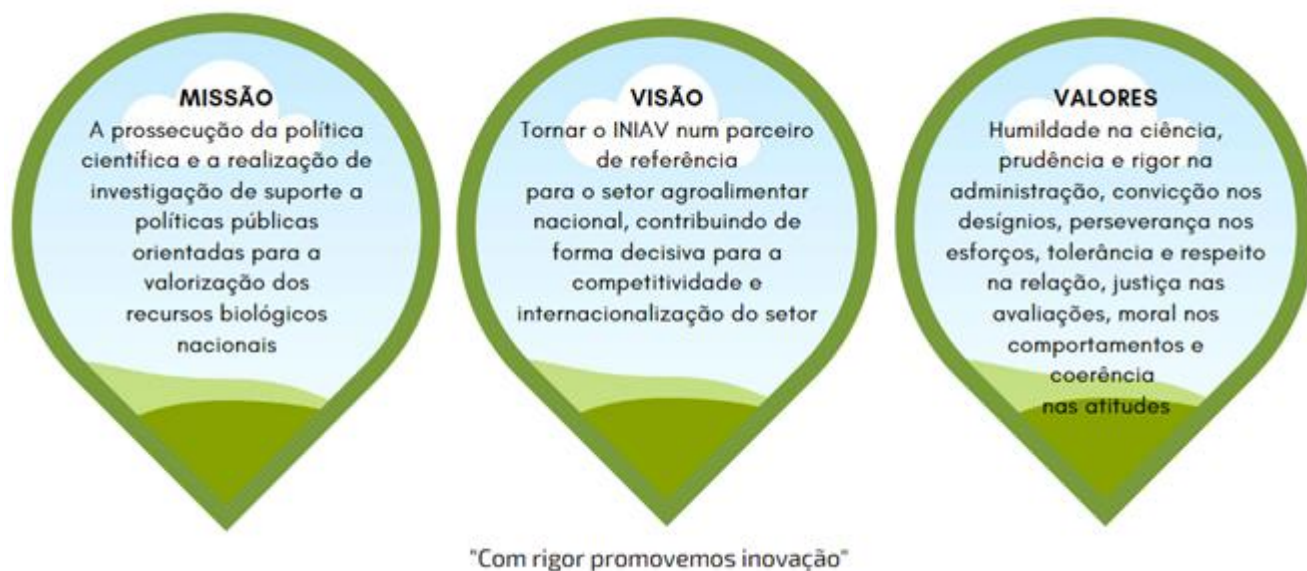 MISSÃO
A prossecução da política
científica e a realização de
investigação de suporte a
políticas públicas
orientadas para a
valorização dos
recursos biológicos
nacionais
VISÃO
Tornar o INIAV num parceiro
de referência
para o setor agroalimentar
nacional, contribuindo de
forma decisiva para a
competitividade e
internacionalização do setor
VALORES
Humildade na ciência,
prudência e rigor na
administração, convicção nos
desígnios, perseverança nos
esforços, tolerância e respeito
na relação, justiça nas
avaliações, moral nos
comportamentos e
coerência
nas atitudes
"Com rigor promovemos inovação"